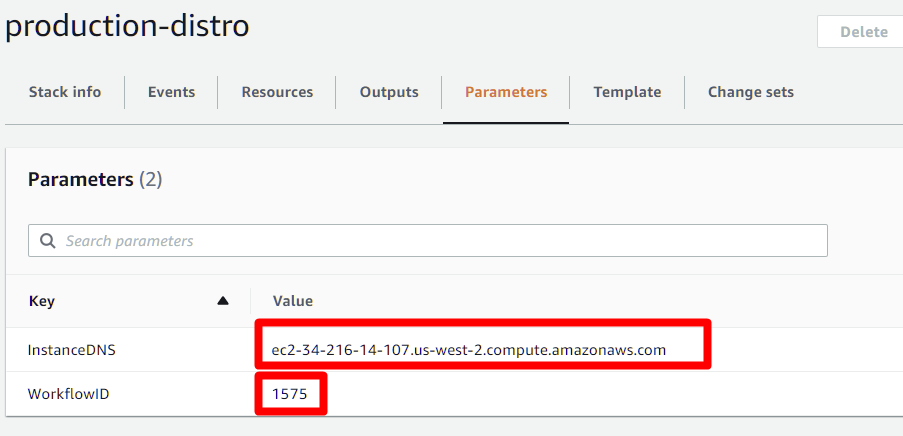 production-distro
Delete
Stack info Events Resources Outputs Parameters Template Change sets
Parameters (2)
Search parameters
Key Value
InstanceDNS ec2-34-216-14-107.us-west-2.compute.amazonaws.com
WorkflowID 1575